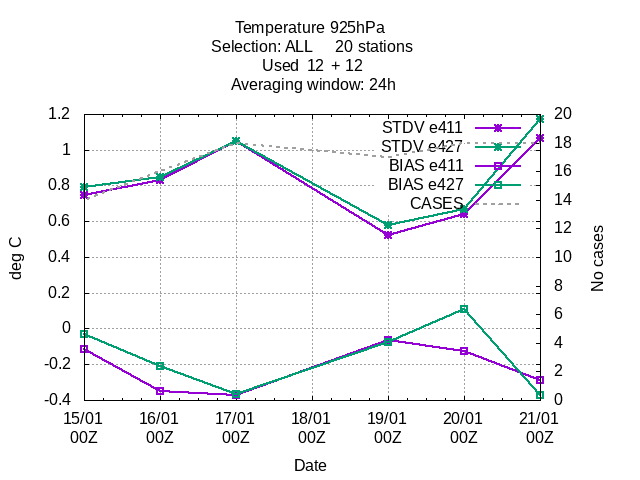 Temperature 925hPa
Selection: ALL 20 stations
Used 12 + 12
Averaging window: 24h
1.2
1
0.8
0.6
0.4
0.2
0
-0.2
-0.4
deg C
20
18
16
14
12
10
8
6
4
2
0
No cases
STDV e411
STDV e427
BIAS e411
BIAS e427
CASES
15/01 16/01 17/01 18/01 19/01 20/01 21/01
00Z 00Z 00Z 00Z 00Z 00Z 00Z
Date